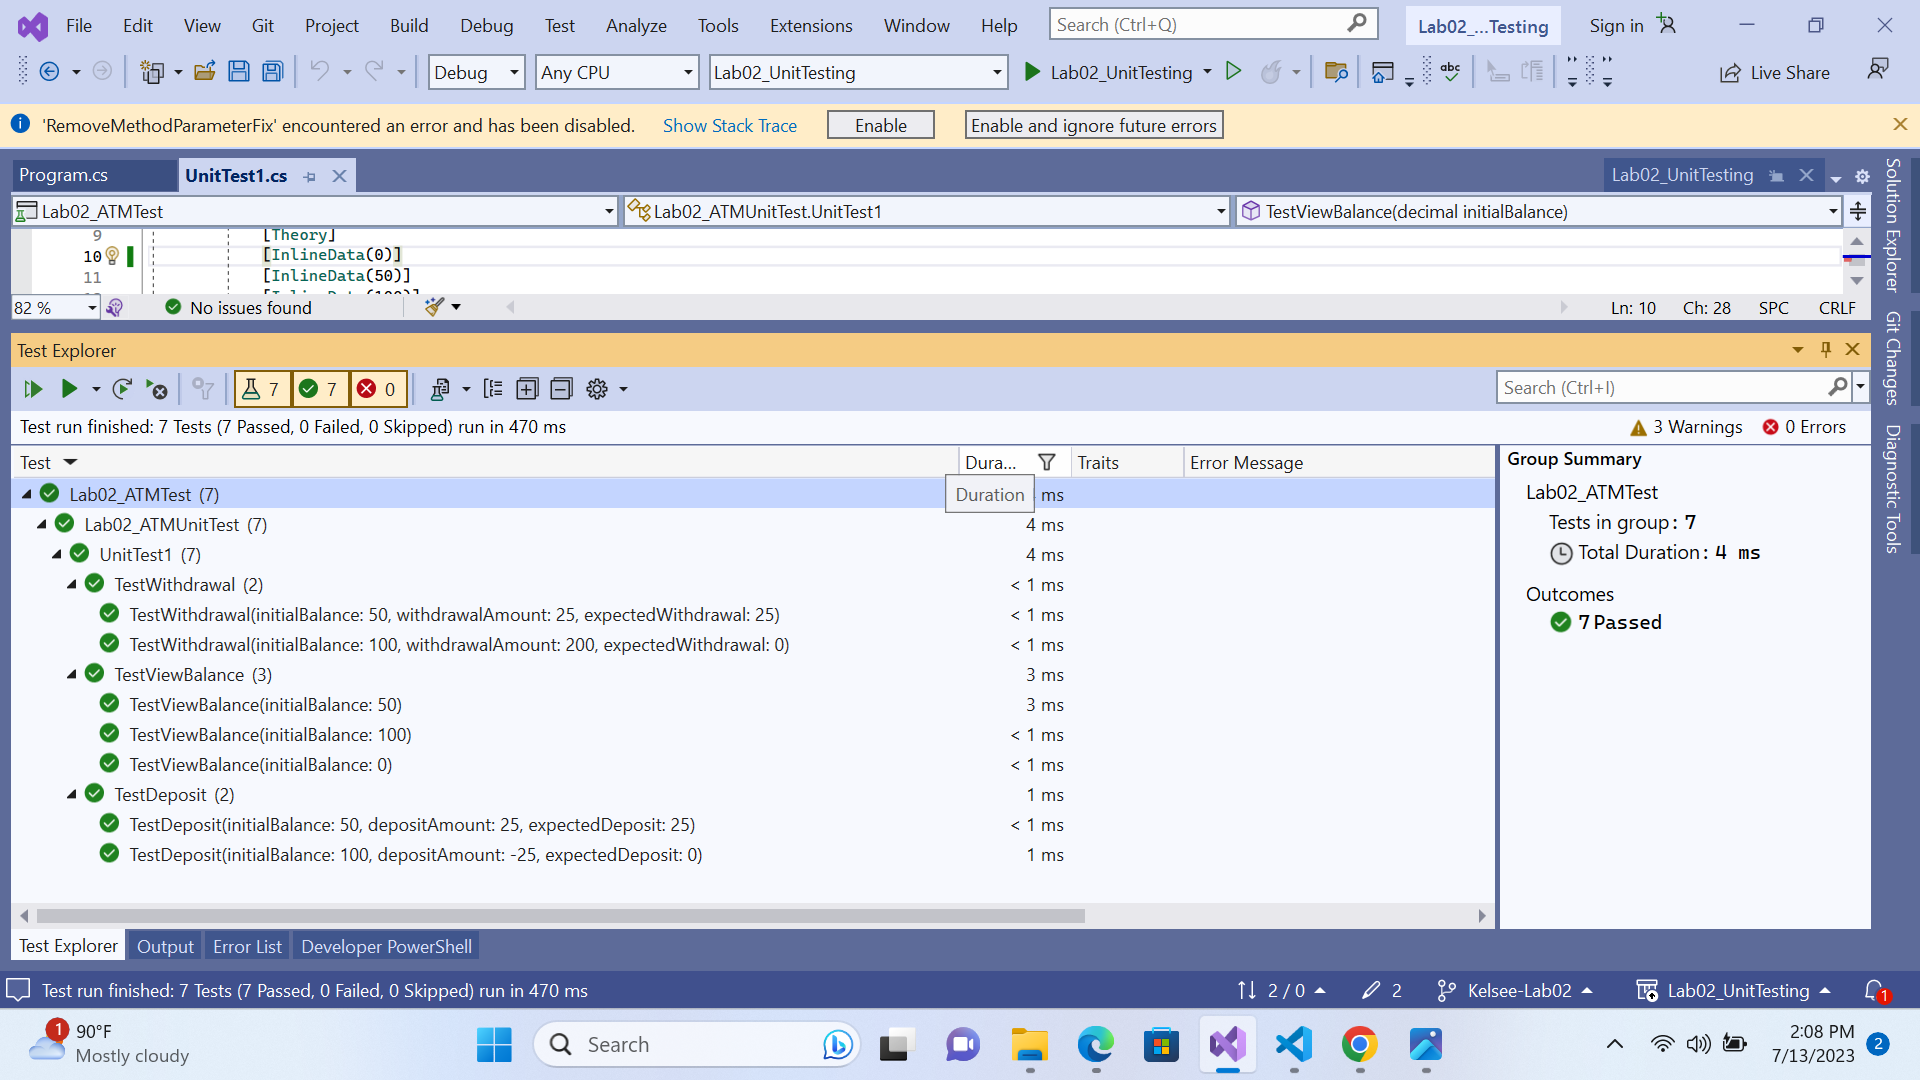 File Edit View Git Project Build Debug Test Analyze Tools Extensions Window Help Search (Ctrl+Q) Lab02_...Testing Sign in
Debug Any CPU Lab02_UnitTesting Lab02_UnitTesting abc Live Share
'RemoveMethodParameterFix' encountered an error and has been disabled. Show Stack Trace Enable Enable and ignore future errors
Program.cs UnitTest1.cs Lab02_UnitTesting
Lab02_ATMTest Lab02_ATMUnitTest.UnitTest1 TestViewBalance(decimal initialBalance)
9 [Theory]
10 [InlineData(0)]
11 [InlineData(50)]
82 % No issues found Ln: 10 Ch: 28 SPC CRLF
Solution Explorer
Git Changes
Diagnostic Tools
Test Explorer
7 7 0 Search (Ctrl+I)
Test run finished: 7 Tests (7 Passed, 0 Failed, 0 Skipped) run in 470 ms 3 Warnings 0 Errors
Test Dura... Traits Error Message
Lab02_ATMTest (7) Duration ms
Lab02_ATMUnitTest (7) 4 ms
UnitTest1 (7) 4 ms
TestWithdrawal (2) < 1 ms
TestWithdrawal(initialBalance: 50, withdrawalAmount: 25, expectedWithdrawal: 25) < 1 ms
TestWithdrawal(initialBalance: 100, withdrawalAmount: 200, expectedWithdrawal: 0) < 1 ms
TestViewBalance (3) 3 ms
TestViewBalance(initialBalance: 50) 3 ms
TestViewBalance(initialBalance: 100) < 1 ms
TestViewBalance(initialBalance: 0) < 1 ms
TestDeposit (2) 1 ms
TestDeposit(initialBalance: 50, depositAmount: 25, expectedDeposit: 25) < 1 ms
TestDeposit(initialBalance: 100, depositAmount: -25, expectedDeposit: 0) 1 ms
Group Summary
Lab02_ATMTest
Tests in group: 7
Total Duration: 4 ms
Outcomes
7 Passed
Test Explorer Output Error List Developer PowerShell
Test run finished: 7 Tests (7 Passed, 0 Failed, 0 Skipped) run in 470 ms 2 / 0 2 Kelsee-Lab02 Lab02_UnitTesting 1
1 90°F
Mostly cloudy
Search
2:08 PM
7/13/2023 2